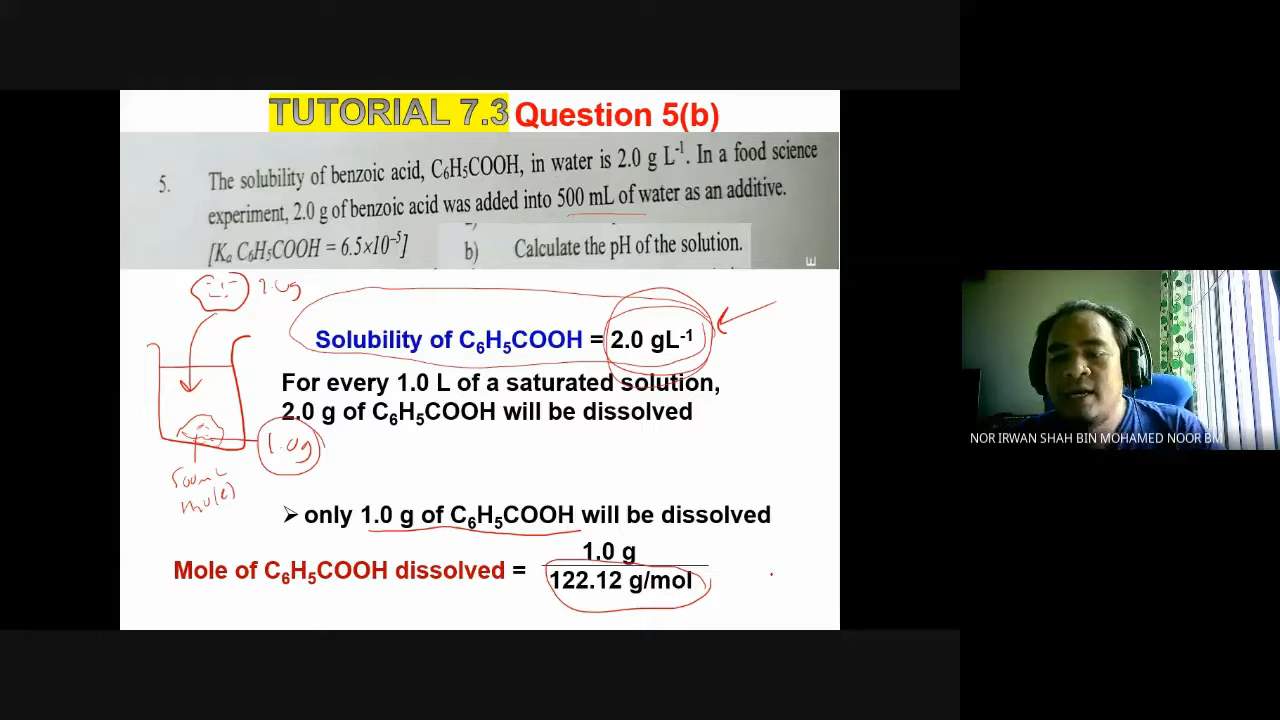 TUTORIAL 7.3 Question 5(b)
5. The solubility of benzoic acid, C₆H₅COOH, in water is 2.0 g L⁻¹. In a food science
experiment, 2.0 g of benzoic acid was added into 500 mL of water as an additive.
[Kₐ C₆H₅COOH = 6.5x10⁻⁵]
b) Calculate the pH of the solution.
E
2.0g
Solubility of C₆H₅COOH = 2.0 gL⁻¹
For every 1.0 L of a saturated solution,
2.0 g of C₆H₅COOH will be dissolved
1.0g
500mL
➢ only 1.0 g of C₆H₅COOH will be dissolved
Mole of C₆H₅COOH dissolved = 1.0 g
122.12 g/mol
NOR IRWAN SHAH BIN MOHAMED NOOR BM